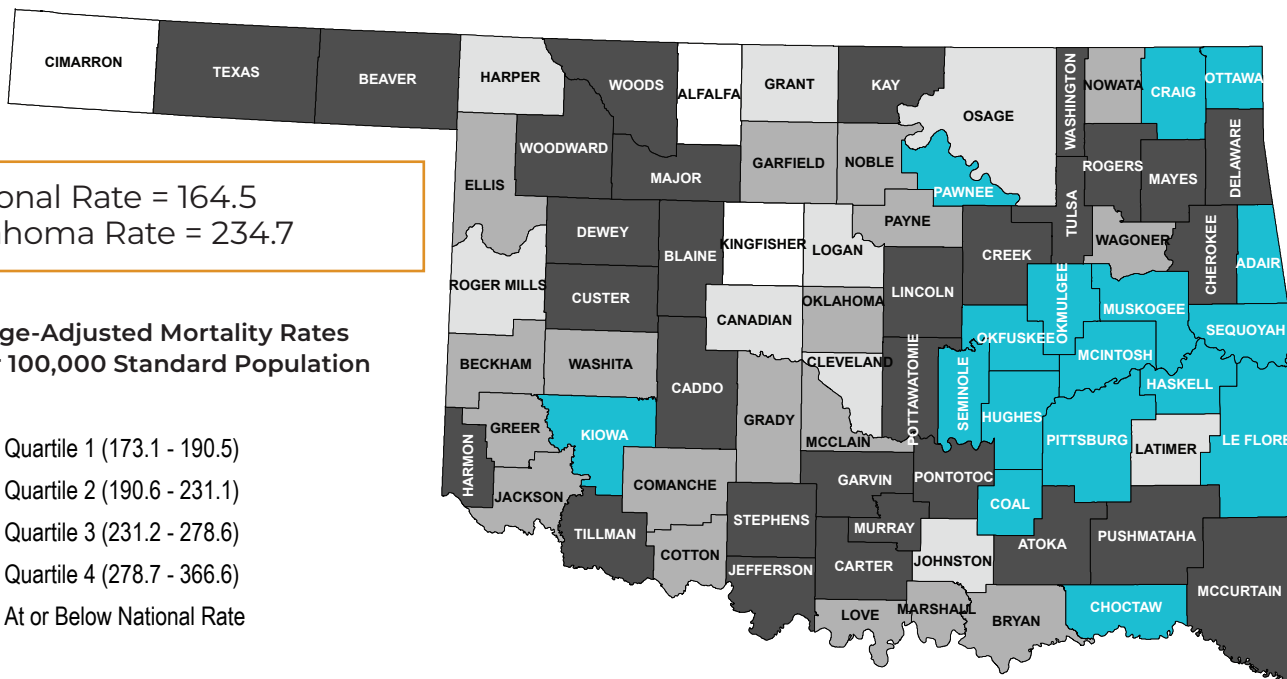 CIMARRON
TEXAS
BEAVER
HARPER
WOODS
ALFALFA
GRANT
KAY
OSAGE
WASHINGTON
NOWATA
CRAIG
OTTAWA
WOODWARD
MAJOR
GARFIELD
NOBLE
PAWNEE
ROGERS
MAYES
DELAWARE
ELLIS
onal Rate = 164.5
ahoma Rate = 234.7
DEWEY
BLAINE
KINGFISHER
LOGAN
PAYNE
CREEK
TULSA
WAGONER
CHEROKEE
ADAIR
ROGER MILLS
CUSTER
CANADIAN
OKLAHOMA
LINCOLN
OKMULGEE
MUSKOGEE
SEQUOYAH
ge-Adjusted Mortality Rates
r 100,000 Standard Population
BECKHAM
WASHITA
CADDO
CLEVELAND
POTTAWATOMIE
SEMINOLE
OKFUSKEE
MCINTOSH
HASKELL
GREER
KIOWA
GRADY
MCCLAIN
HUGHES
PITTSBURG
LATIMER
LE FLORE
Quartile 1 (173.1 - 190.5)
Quartile 2 (190.6 - 231.1)
Quartile 3 (231.2 - 278.6)
Quartile 4 (278.7 - 366.6)
At or Below National Rate
HARMON
JACKSON
COMANCHE
GARVIN
PONTOTOC
COAL
TILLMAN
COTTON
STEPHENS
MURRAY
JOHNSTON
ATOKA
PUSHMATAHA
JEFFERSON
CARTER
MCCURTAIN
LOVE
MARSHALL
BRYAN
CHOCTAW